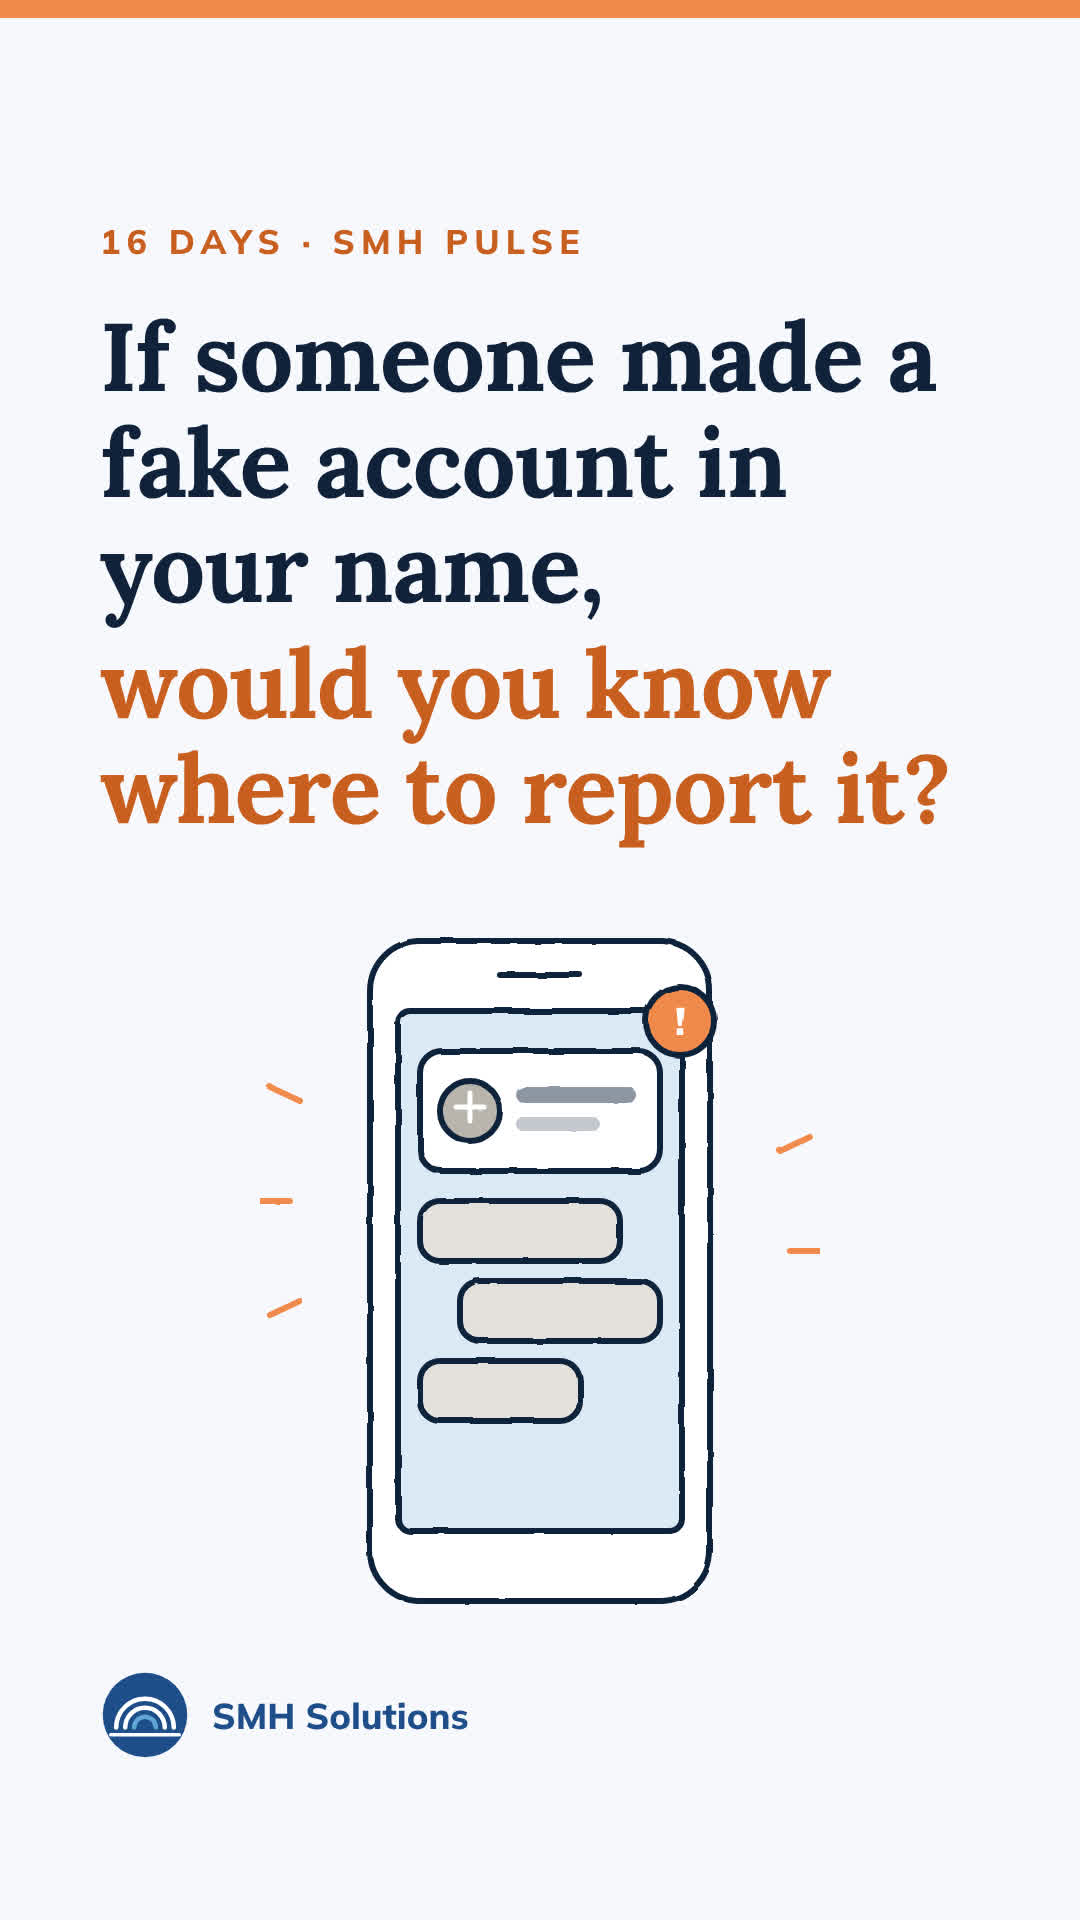 16 DAYS · SMH PULSE
If someone made a
fake account in
your name,
would you know
where to report it?
!
SMH Solutions